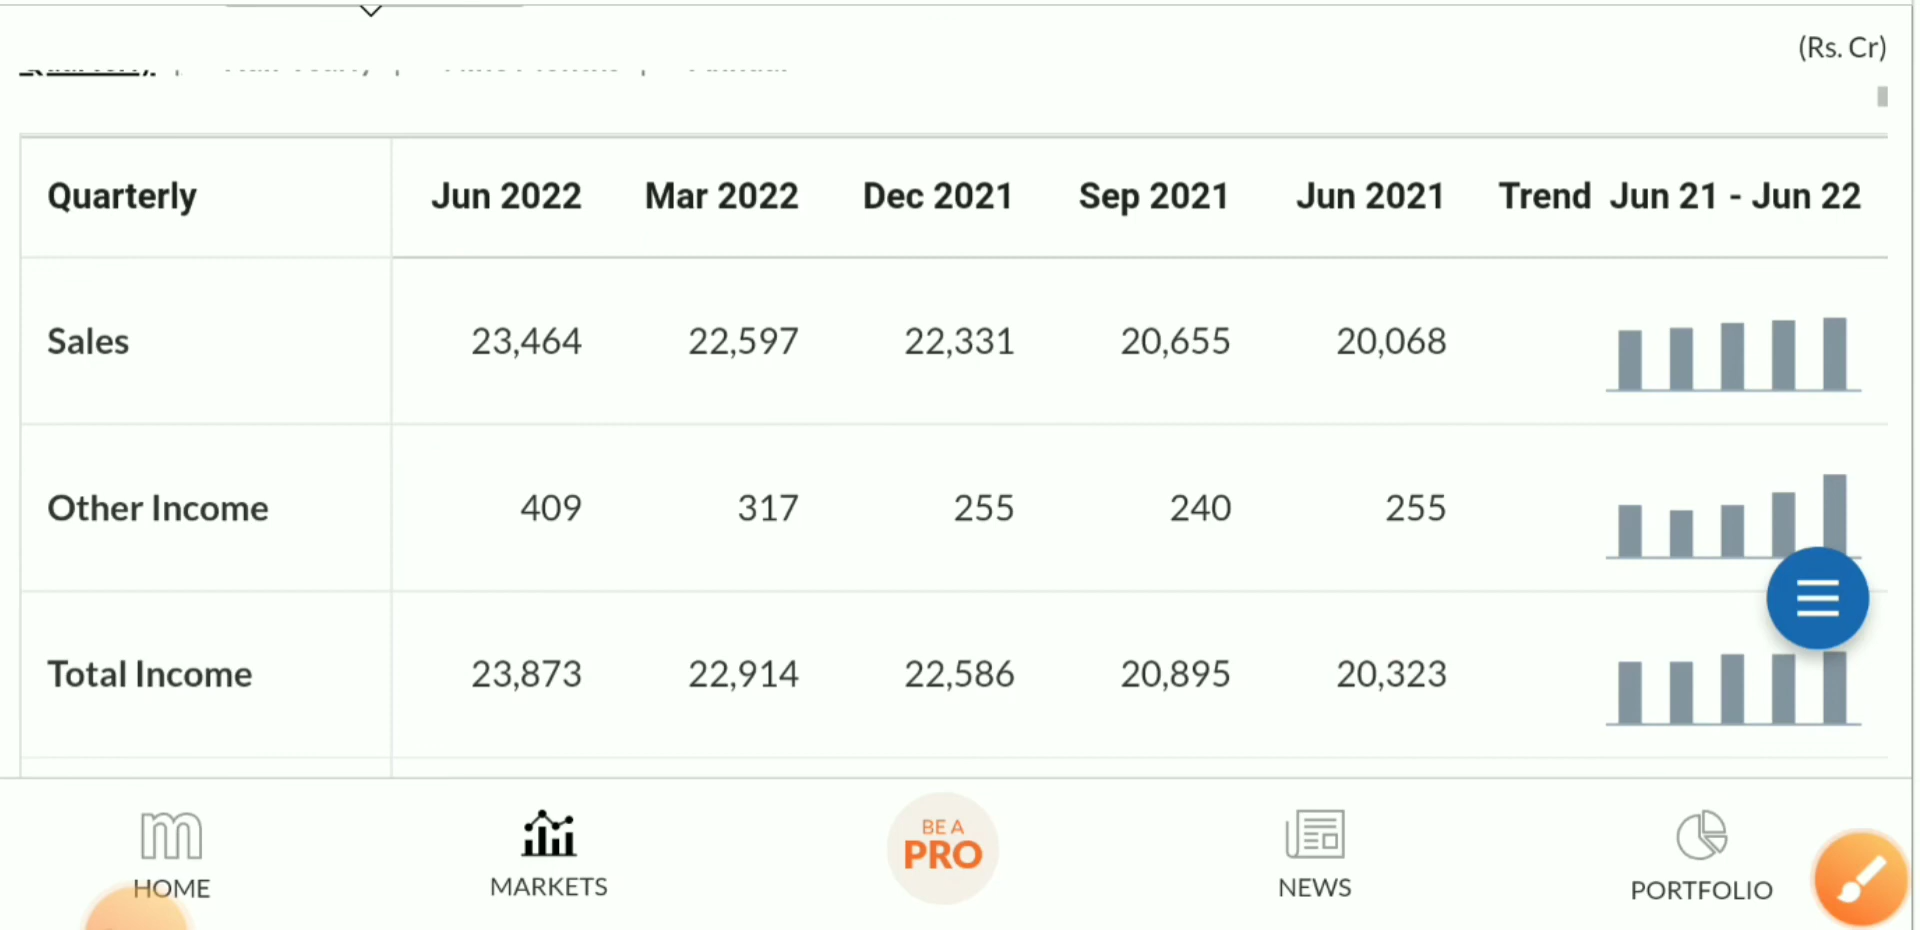 (Rs. Cr)
Quarterly Jun 2022 Mar 2022 Dec 2021 Sep 2021 Jun 2021 Trend Jun 21 - Jun 22
Sales 23,464 22,597 22,331 20,655 20,068
Other Income 409 317 255 240 255
Total Income 23,873 22,914 22,586 20,895 20,323
m
BE A
PRO
HOME MARKETS NEWS PORTFOLIO